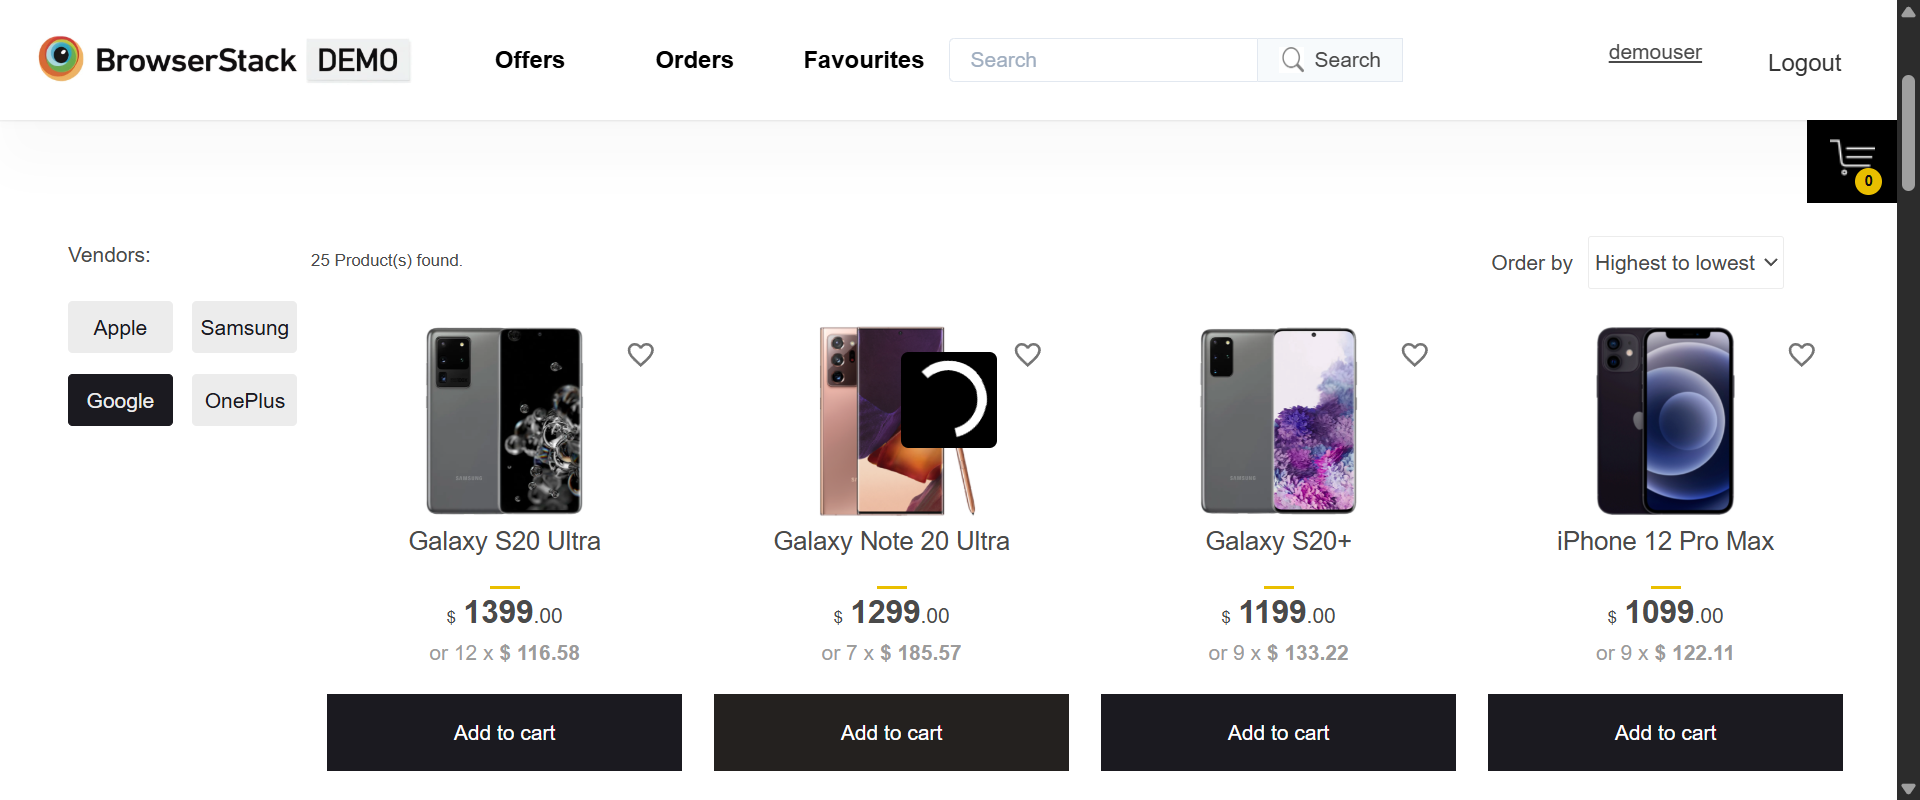 BrowserStack DEMO
Offers
Orders
Favourites
Search
Search
demouser
Logout
0
Vendors:
25 Product(s) found.
Order by
Highest to lowest
Apple
Samsung
Google
OnePlus
SAMSUNG
SAMSUNG
Galaxy S20 Ultra
Galaxy Note 20 Ultra
Galaxy S20+
iPhone 12 Pro Max
$ 1399.00
$ 1299.00
$ 1199.00
$ 1099.00
or 12 x $ 116.58
or 7 x $ 185.57
or 9 x $ 133.22
or 9 x $ 122.11
Add to cart
Add to cart
Add to cart
Add to cart